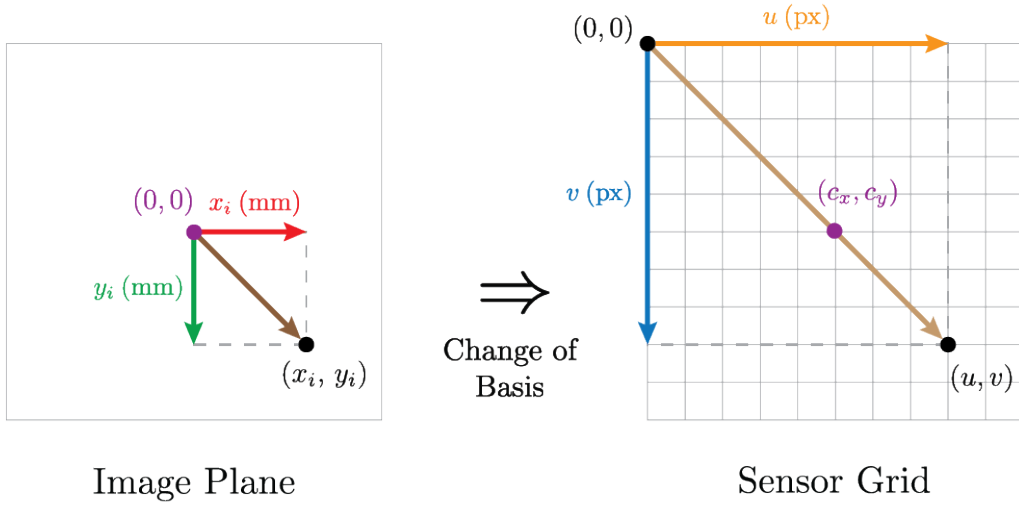 (0, 0)
u (px)
(0, 0)
x_i (mm)
v (px)
(c_x, c_y)
y_i (mm)
⇒
Change of
Basis
(x_i, y_i)
(u, v)
Image Plane
Sensor Grid